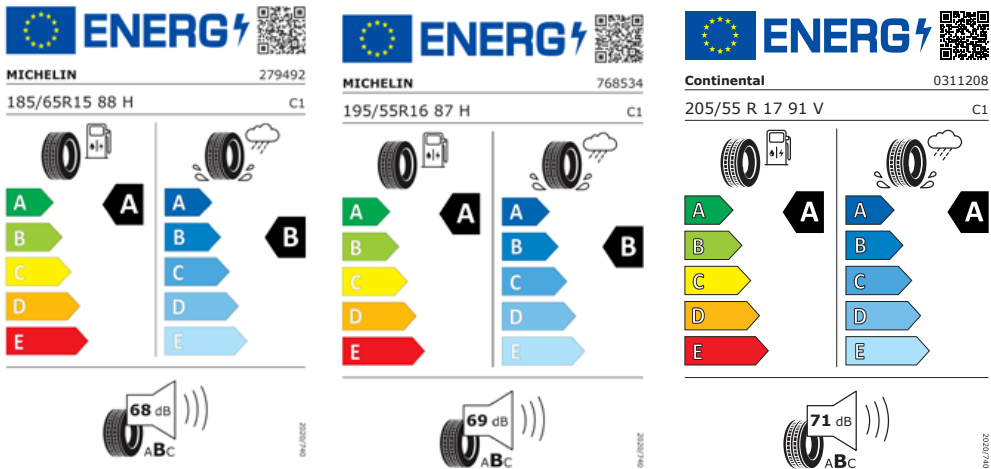 ENERG
MICHELIN 279492
185/65R15 88 H C1
A A A
B B B
C C
D D
E E
68 dB
ABC
2020/740
ENERG
MICHELIN 768534
195/55R16 87 H C1
A A A
B B B
C C
D D
E E
69 dB
ABC
2020/740
ENERG
Continental 0311208
205/55 R 17 91 V C1
A A A A
B B
C C
D D
E E
71 dB
ABC
2020/740